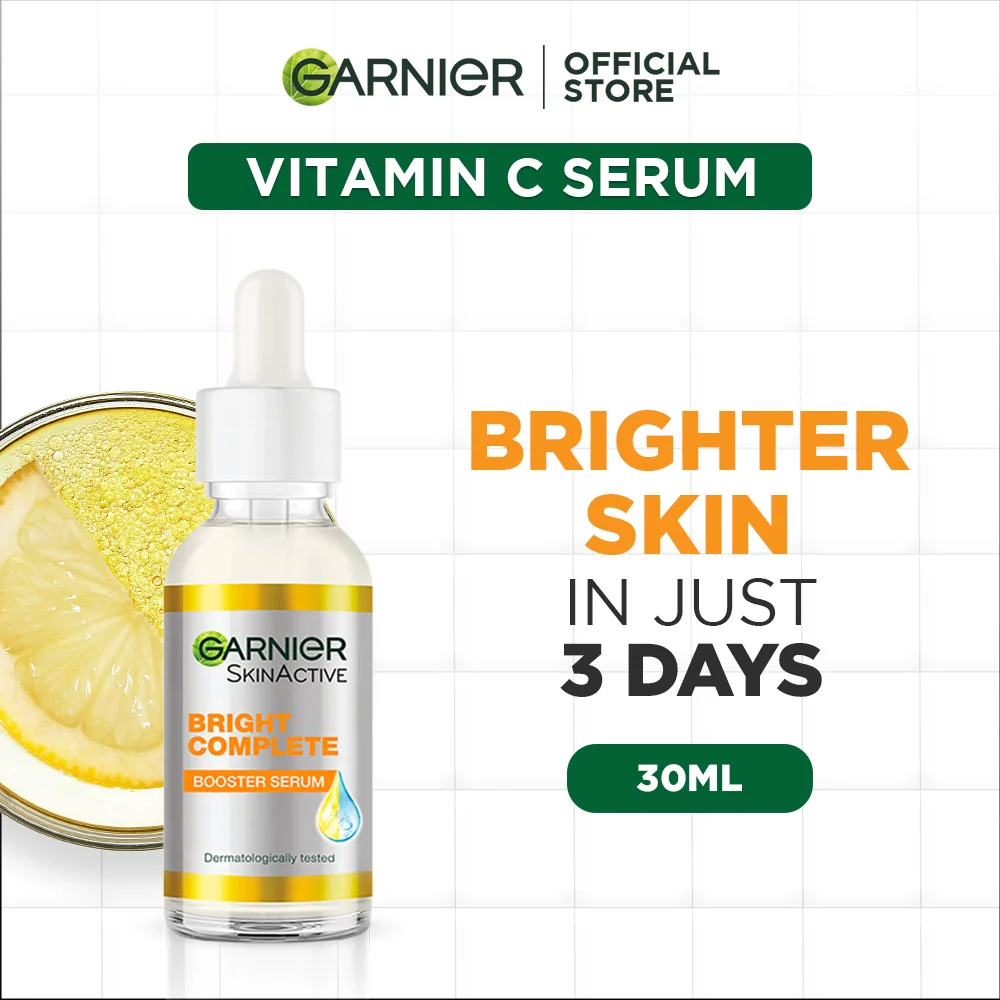 GARNIER
OFFICIAL
STORE
VITAMIN C SERUM
BRIGHTER
SKIN
IN JUST
3 DAYS
30ML
GARNIER
SKINACTIVE
BRIGHT
COMPLETE
BOOSTER SERUM
Dermatologically tested